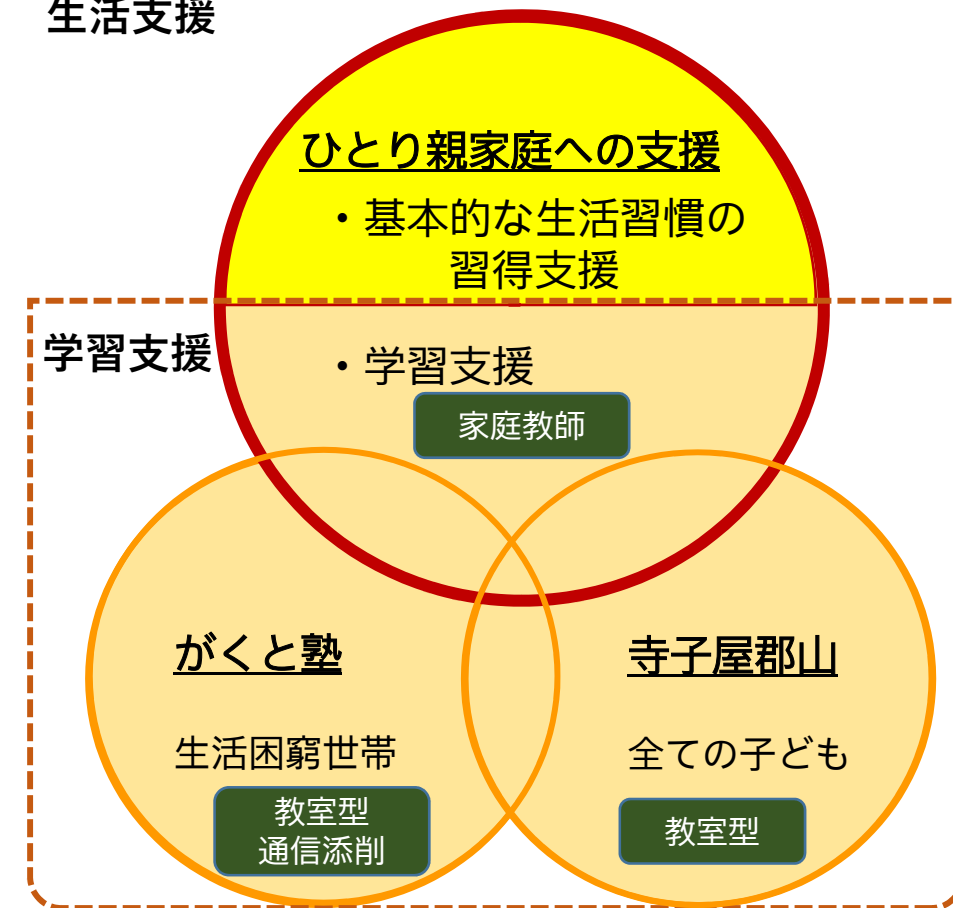 生活支援
ひとり親家庭への支援
・基本的な生活習慣の
習得支援
学習支援
・学習支援
家庭教師
がくと塾
生活困窮世帯
教室型
通信添削
寺子屋郡山
全ての子ども
教室型